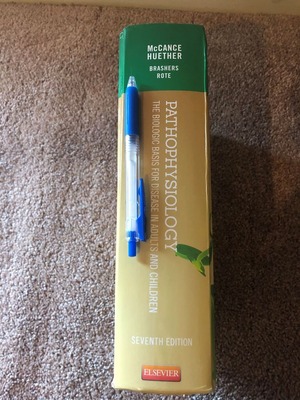 McCANCE
HUETHER
BRASHERS
ROTE
PATHOPHYSIOLOGY
THE BIOLOGIC BASIS FOR DISEASE IN ADULTS AND CHILDREN
SEVENTH EDITION
ELSEVIER